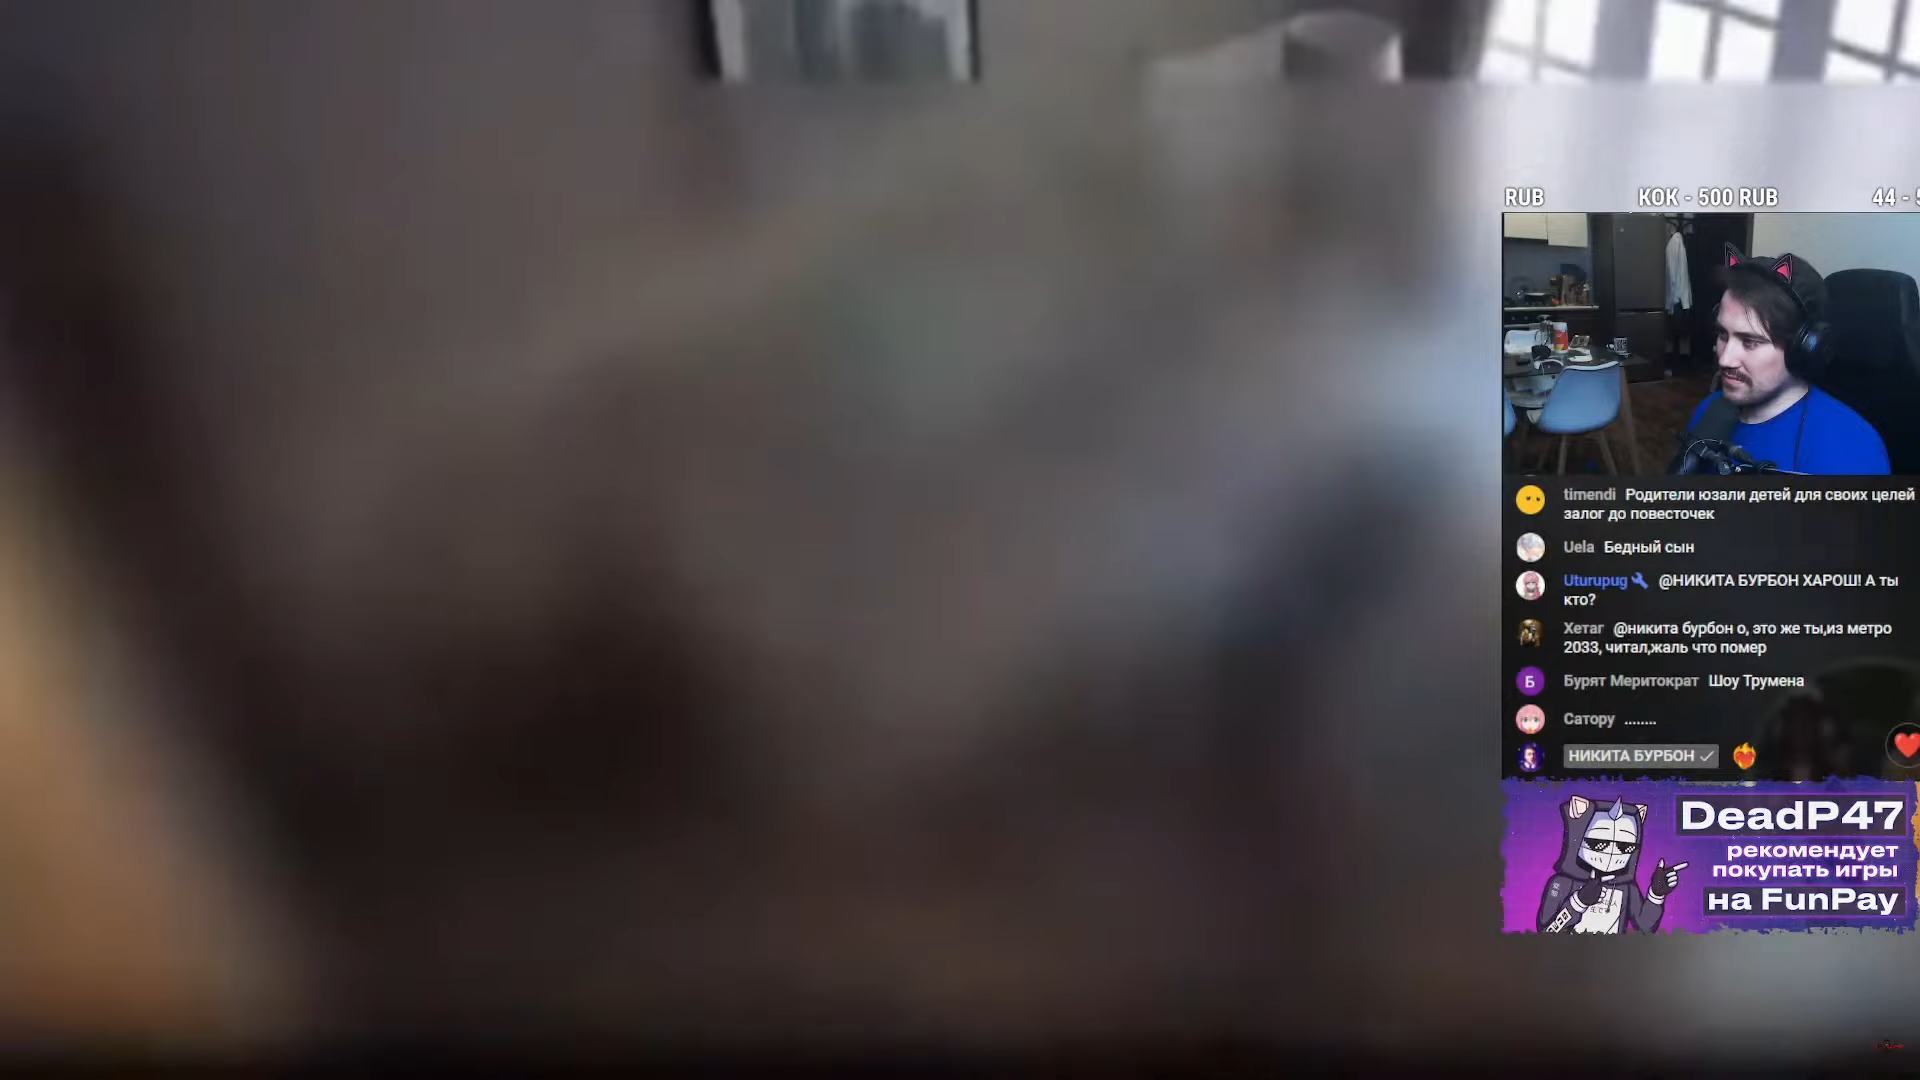 RUB KOK - 500 RUB 44 -
timendi Родители юзали детей для своих целей
залог до повесточек
Uela Бедный сын
Uturupug @НИКИТА БУРБОН ХАРОШ! А ты
кто?
Хетаг @никита бурбон о, это же ты,из метро
2033, читал,жаль что помер
Б Бурят Меритократ Шоу Трумена
Сатору ........
НИКИТА БУРБОН
DeadP47
рекомендует
покупать игры
на FunPay